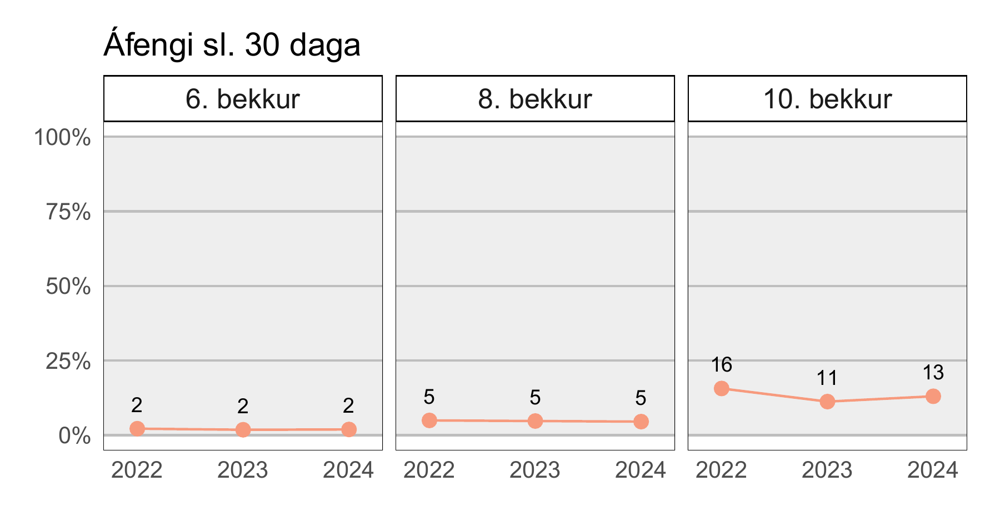 Áfengi sl. 30 daga
6. bekkur
8. bekkur
10. bekkur
100%
75%
50%
25%
0%
2 2 2
5 5 5
16 11 13
2022 2023 2024
2022 2023 2024
2022 2023 2024